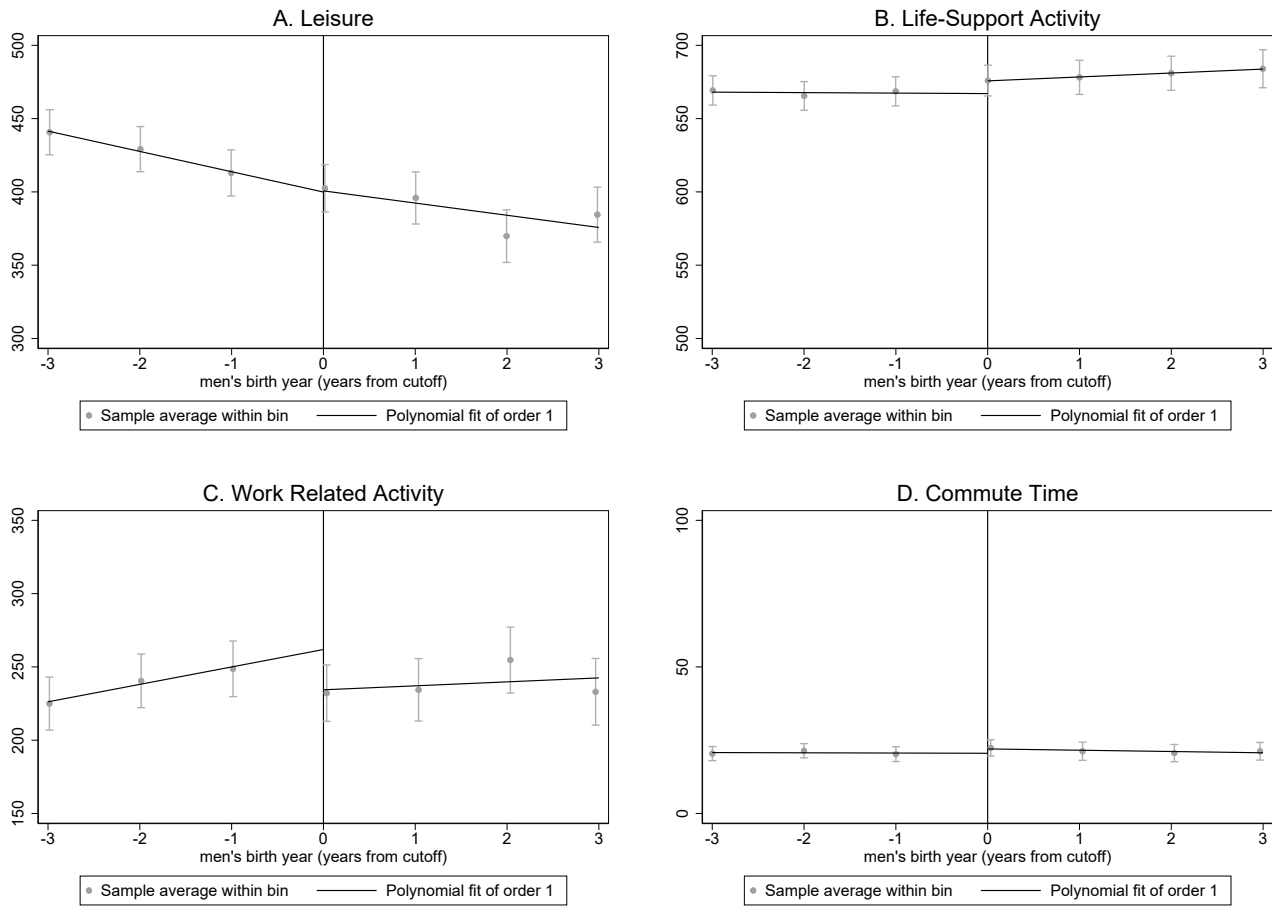 A. Leisure
500
450
400
350
300
-3 -2 -1 0 1 2 3
men's birth year (years from cutoff)
Sample average within bin Polynomial fit of order 1
B. Life-Support Activity
700
650
600
550
500
-3 -2 -1 0 1 2 3
men's birth year (years from cutoff)
Sample average within bin Polynomial fit of order 1
C. Work Related Activity
350
300
250
200
150
-3 -2 -1 0 1 2 3
men's birth year (years from cutoff)
Sample average within bin Polynomial fit of order 1
D. Commute Time
100
50
0
-3 -2 -1 0 1 2 3
men's birth year (years from cutoff)
Sample average within bin Polynomial fit of order 1